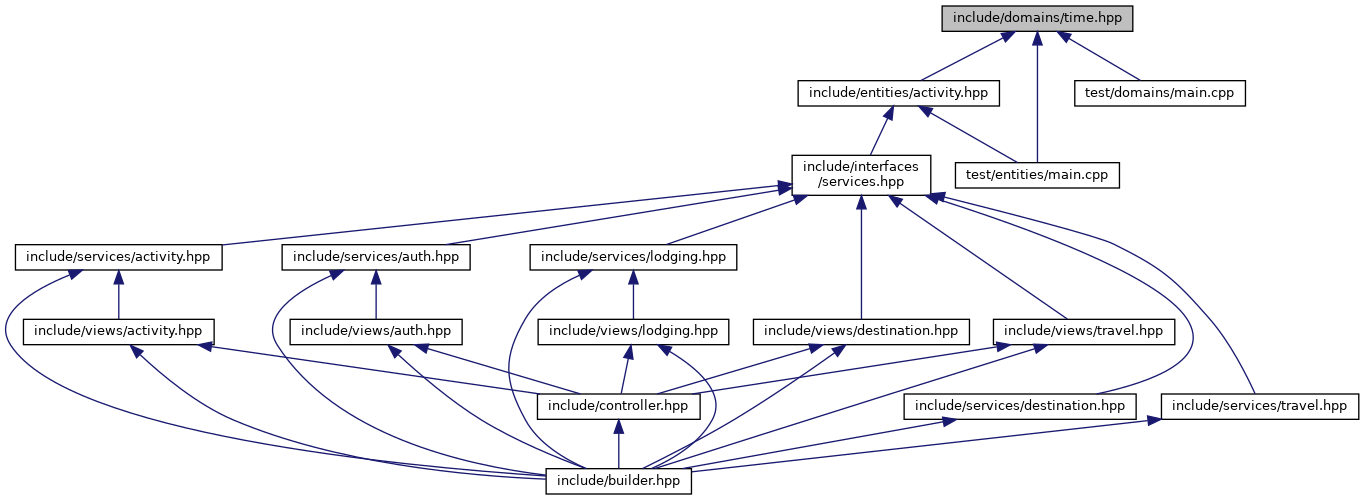 include/domains/time.hpp
include/entities/activity.hpp
test/domains/main.cpp
include/interfaces
/services.hpp
test/entities/main.cpp
include/services/activity.hpp
include/services/auth.hpp
include/services/lodging.hpp
include/views/activity.hpp
include/views/auth.hpp
include/views/lodging.hpp
include/views/destination.hpp
include/views/travel.hpp
include/controller.hpp
include/services/destination.hpp
include/services/travel.hpp
include/builder.hpp